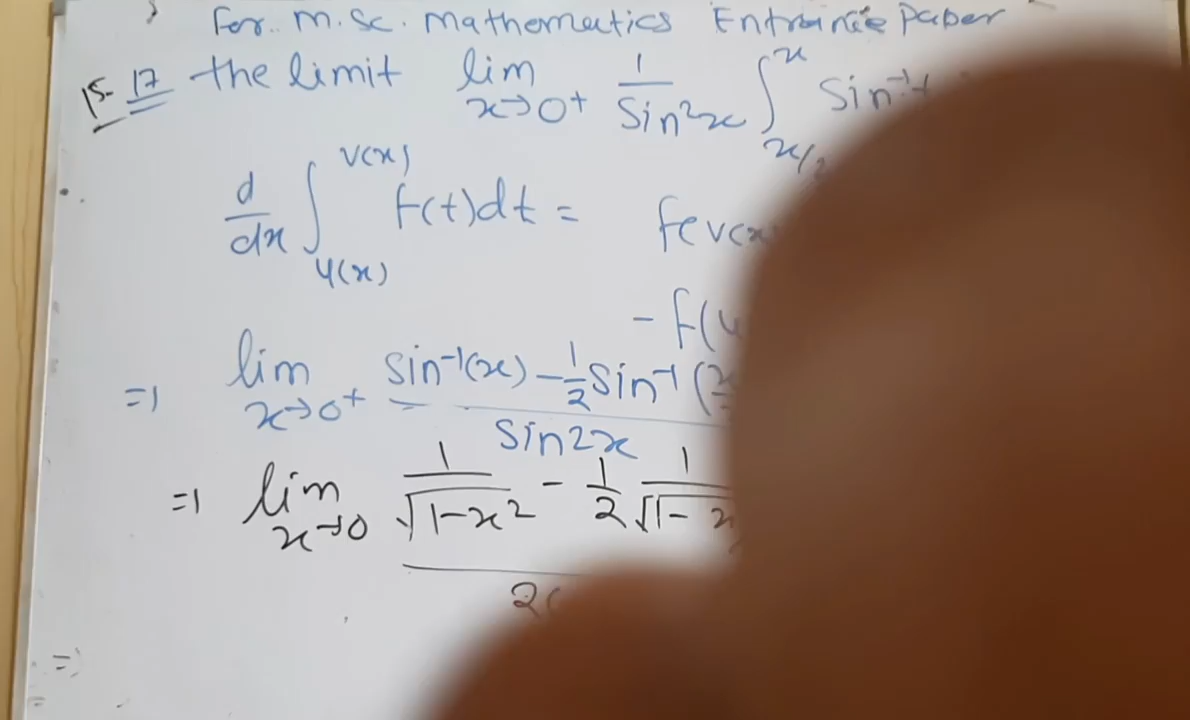 For M.Sc. Mathematics Entrance Paper
15- 17 the limit lim x→0+ 1/Sin²x ∫ x/2 x Sin⁻¹t
d/dx ∫ u(x) v(x) f(t)dt = f(v(x
- f(u
=) lim x→0+ sin⁻¹(x) - 1/2 Sin⁻¹(x / Sin2x
=) lim x→0 1/√1-x² - 1/2 1/√1- x / 2(
=)